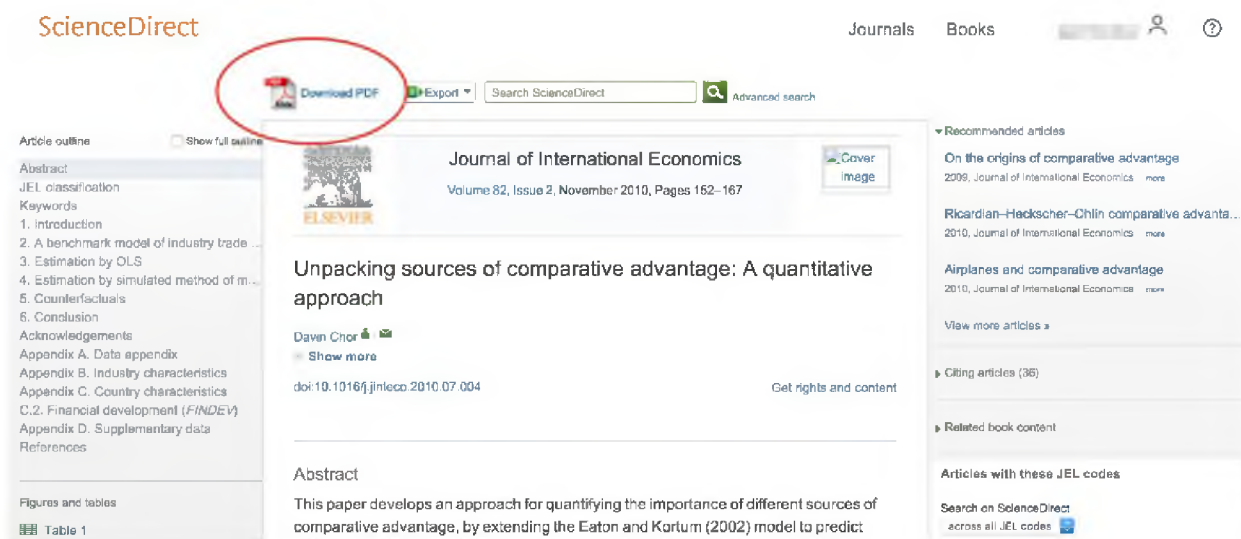 ScienceDirect
Journals
Books
Download PDF
Export
Search ScienceDirect
Advanced search
Article outline
Show full outline
Abstract
JEL classification
Keywords
1. Introduction
2. A benchmark model of industry trade ...
3. Estimation by OLS
4. Estimation by simulated method of m...
5. Counterfactuals
6. Conclusion
Acknowledgements
Appendix A. Data appendix
Appendix B. Industry characteristics
Appendix C. Country characteristics
C.2. Financial development (FINDEV)
Appendix D. Supplementary data
References
Figures and tables
Table 1
ELSEVIER
Journal of International Economics
Volume 82, Issue 2, November 2010, Pages 152–167
Cover
image
Unpacking sources of comparative advantage: A quantitative
approach
Davin Chor
Show more
doi:10.1016/j.jinteco.2010.07.004
Get rights and content
Abstract
This paper develops an approach for quantifying the importance of different sources of
comparative advantage, by extending the Eaton and Kortum (2002) model to predict
Recommended articles
On the origins of comparative advantage
2009, Journal of International Economics more
Ricardian–Heckscher–Ohlin comparative advanta...
2010, Journal of International Economics more
Airplanes and comparative advantage
2010, Journal of International Economics more
View more articles »
Citing articles (36)
Related book content
Articles with these JEL codes
Search on ScienceDirect
across all JEL codes